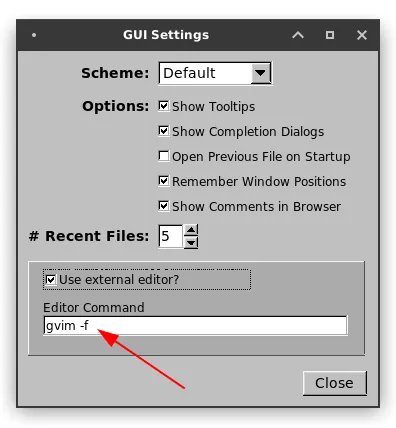 GUI Settings
Scheme: Default
Options: Show Tooltips
Show Completion Dialogs
Open Previous File on Startup
Remember Window Positions
Show Comments in Browser
# Recent Files: 5
Use external editor?
Editor Command
gvim -f
Close